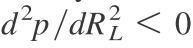 d²p/dR_L² < 0